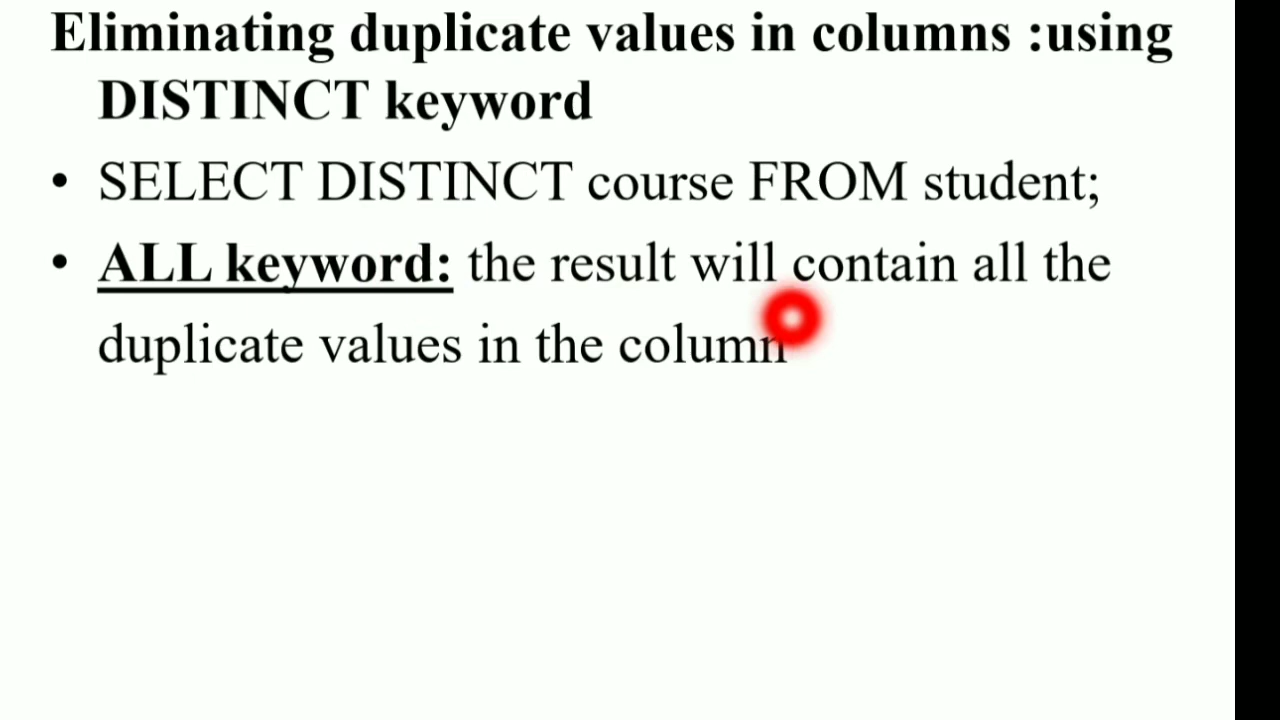 Eliminating duplicate values in columns :using
DISTINCT keyword
• SELECT DISTINCT course FROM student;
• ALL keyword: the result will contain all the
duplicate values in the column